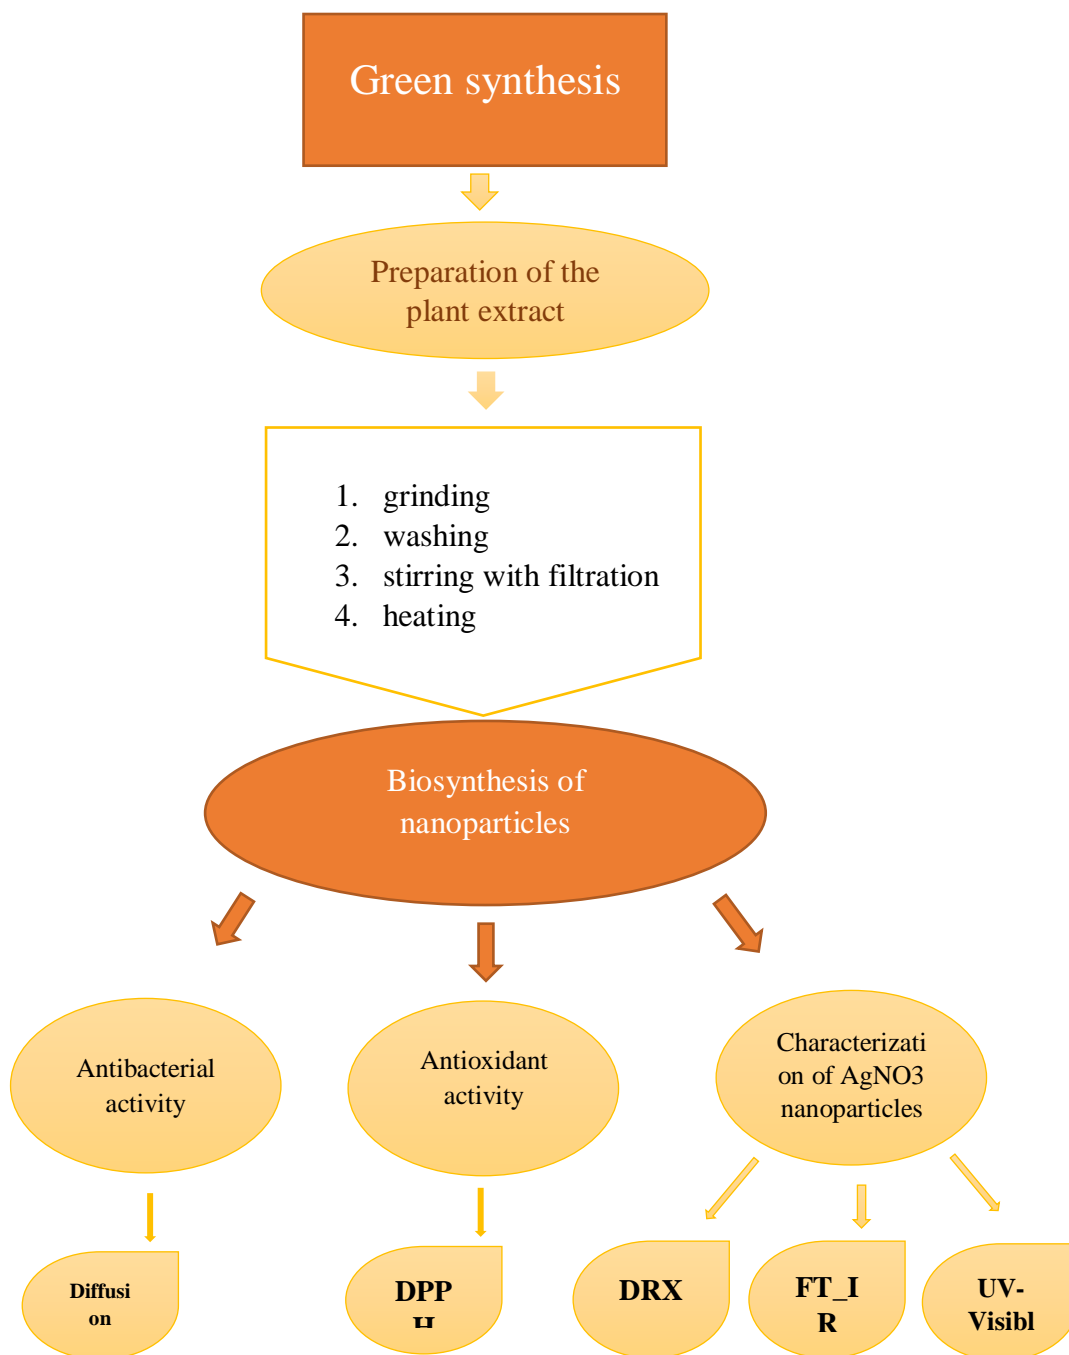 Green synthesis
Preparation of the
plant extract
1. grinding
2. washing
3. stirring with filtration
4. heating
Biosynthesis of
nanoparticles
Antibacterial
activity
Antioxidant
activity
Characterizati
on of AgNO3
nanoparticles
Diffusi
on
DPP
H
DRX
FT_I
R
UV-
Visibl